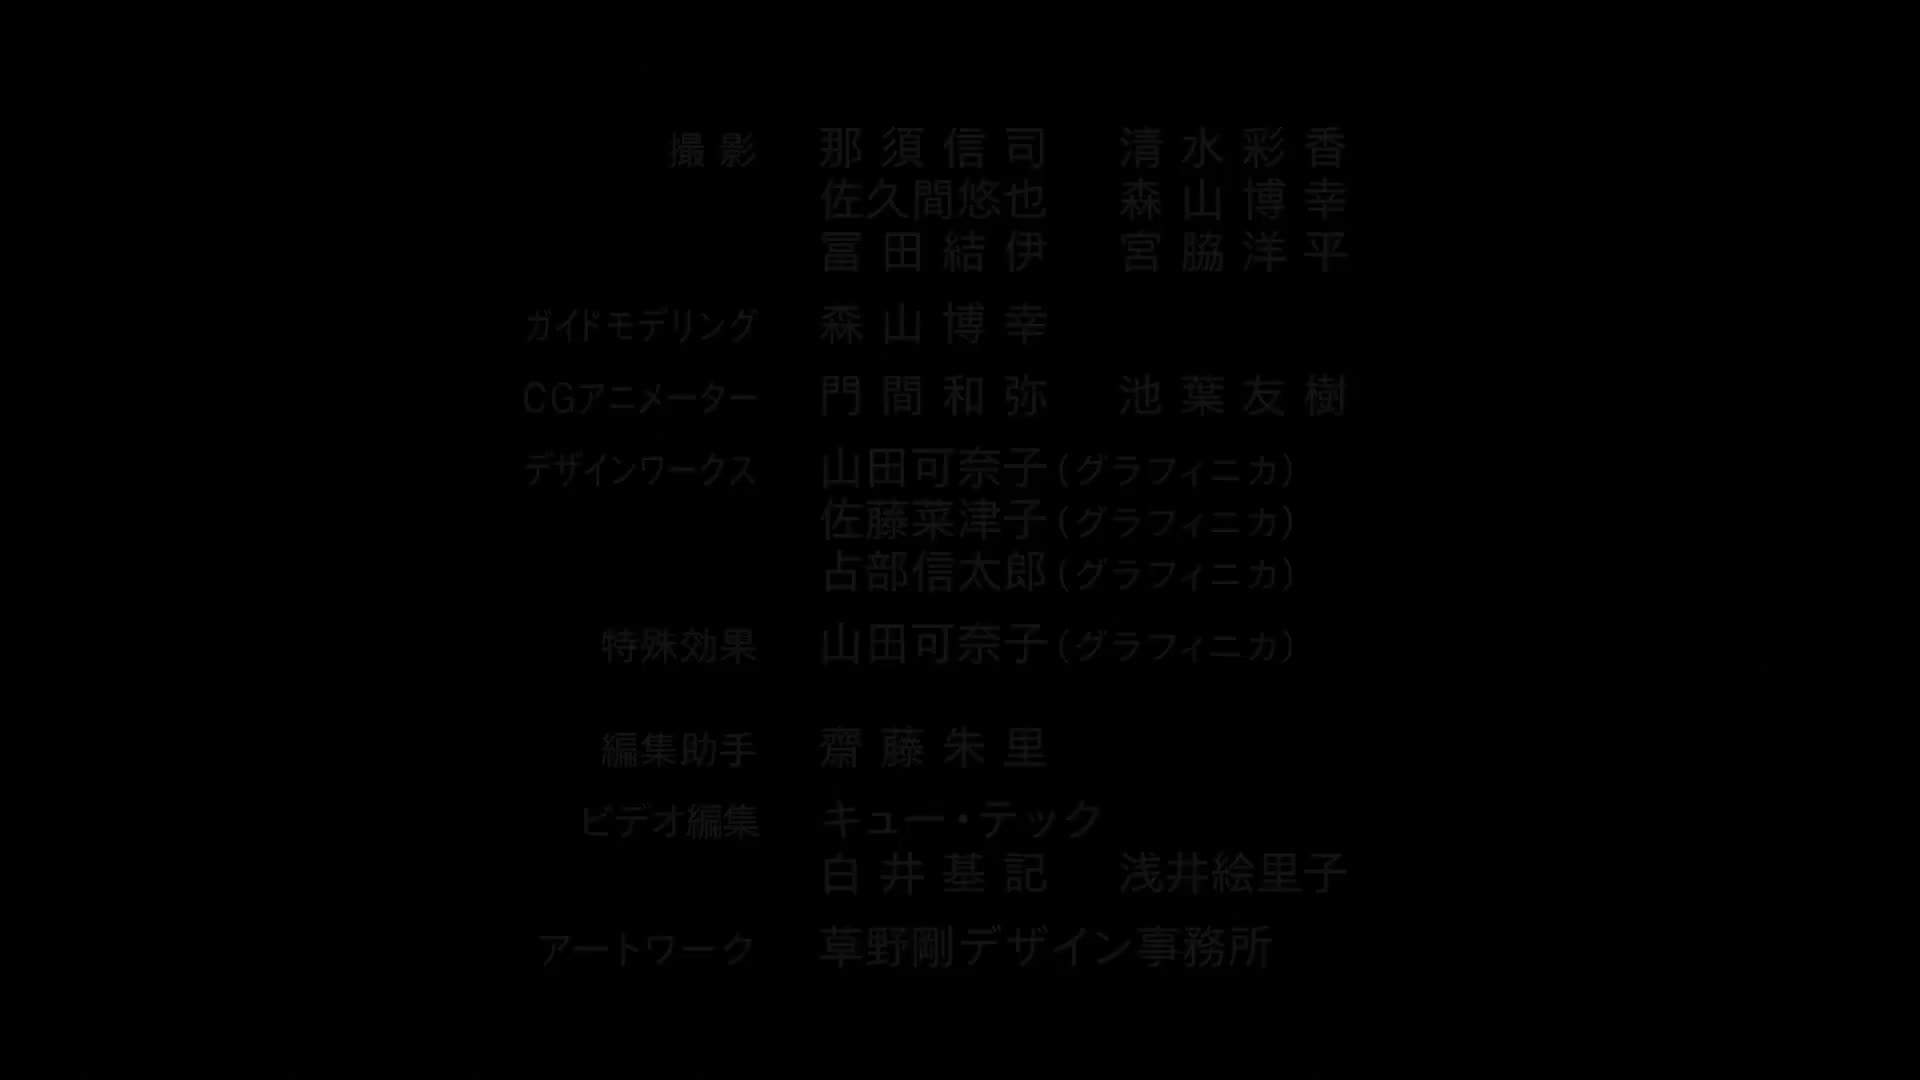 撮影 那須信司 清水彩香
佐久間悠也 森山博幸
冨田結伊 宮脇洋平
ガイドモデリング 森山博幸
CGアニメーター 門間和弥 池葉友樹
デザインワークス 山田可奈子(グラフィニカ)
佐藤菜津子(グラフィニカ)
占部信太郎(グラフィニカ)
特殊効果 山田可奈子(グラフィニカ)
編集助手 齋藤朱里
ビデオ編集 キュー・テック
白井基記 浅井絵里子
アートワーク 草野剛デザイン事務所